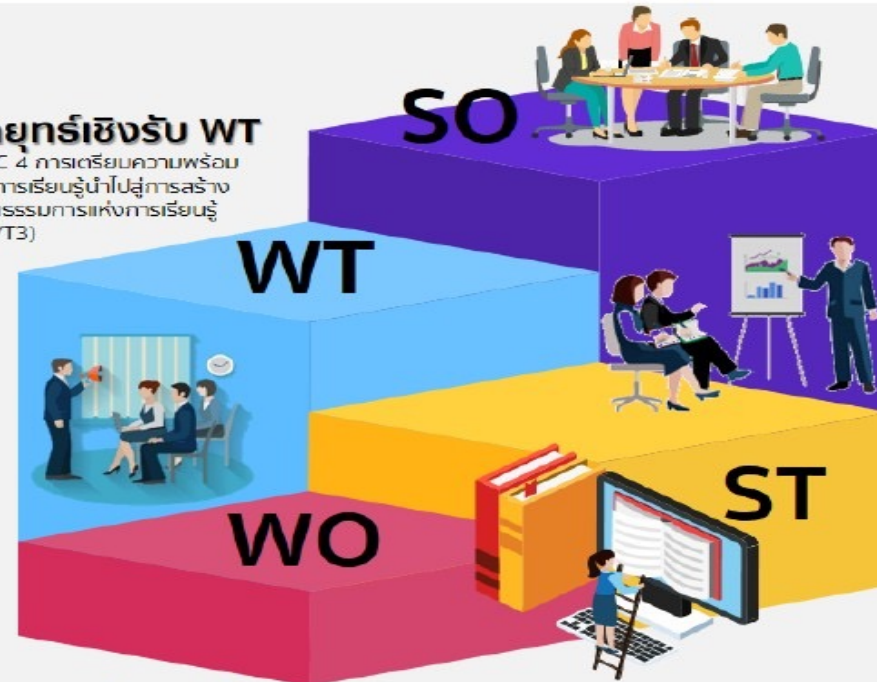 SO
ยุทธ์เชิงรับ WT
4 การเตรียมความพร้อม
การเรียนรู้นำไปสู่การสร้าง
ธรรมการแห่งการเรียนรู้
WT
ST
WO